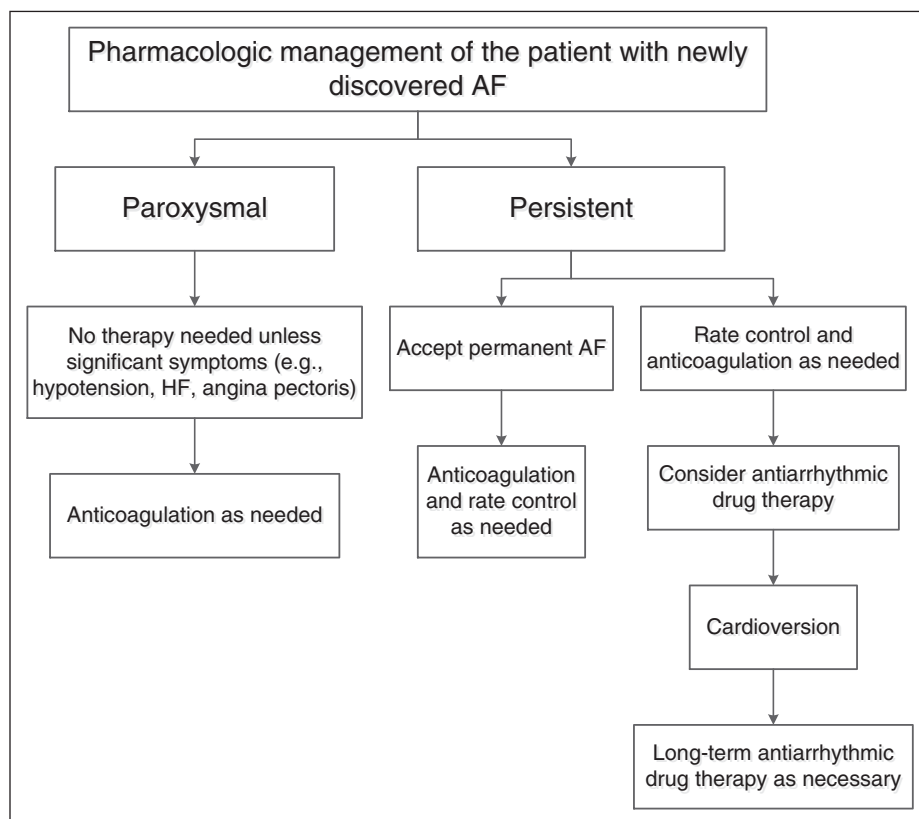 Pharmacologic management of the patient with newly
discovered AF
Paroxysmal
Persistent
No therapy needed unless
significant symptoms (e.g.,
hypotension, HF, angina pectoris)
Accept permanent AF
Rate control and
anticoagulation as needed
Anticoagulation as needed
Anticoagulation
and rate control
as needed
Consider antiarrhythmic
drug therapy
Cardioversion
Long-term antiarrhythmic
drug therapy as necessary